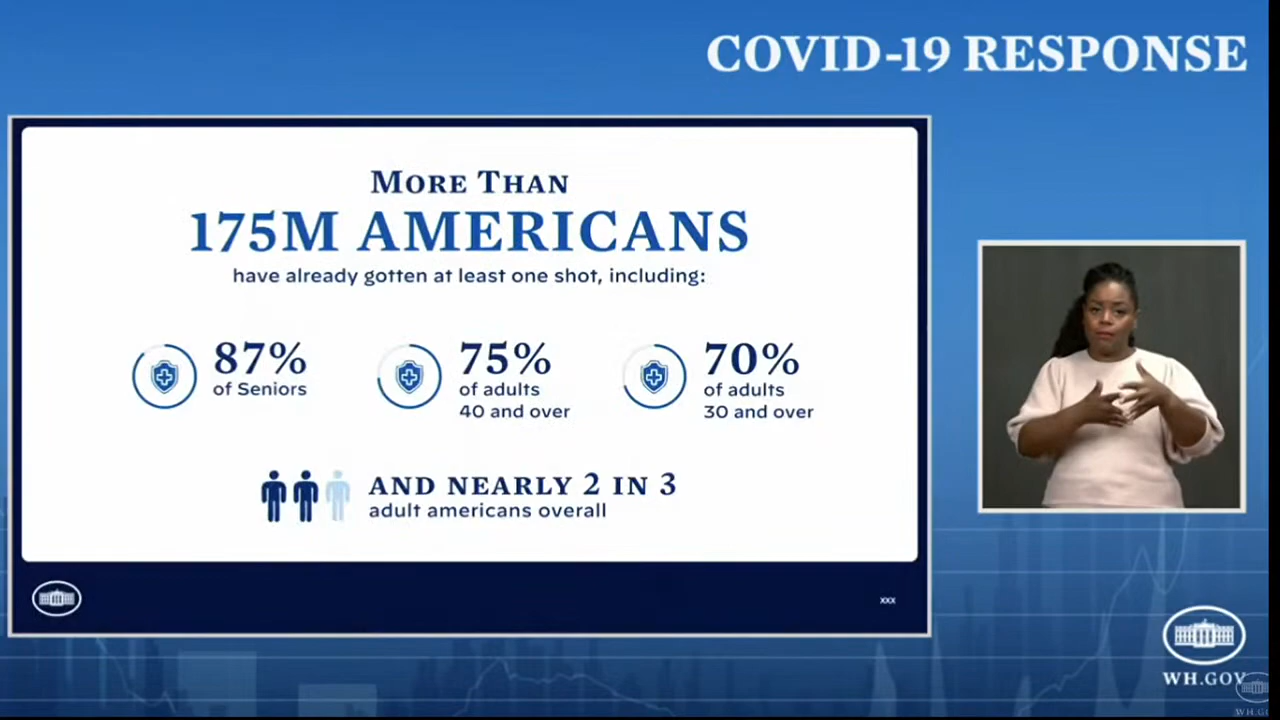 COVID-19 RESPONSE
MORE THAN
175M AMERICANS
have already gotten at least one shot, including:
87%
of Seniors
75%
of adults
40 and over
70%
of adults
30 and over
AND NEARLY 2 IN 3
adult americans overall
xxx
WH.GOV